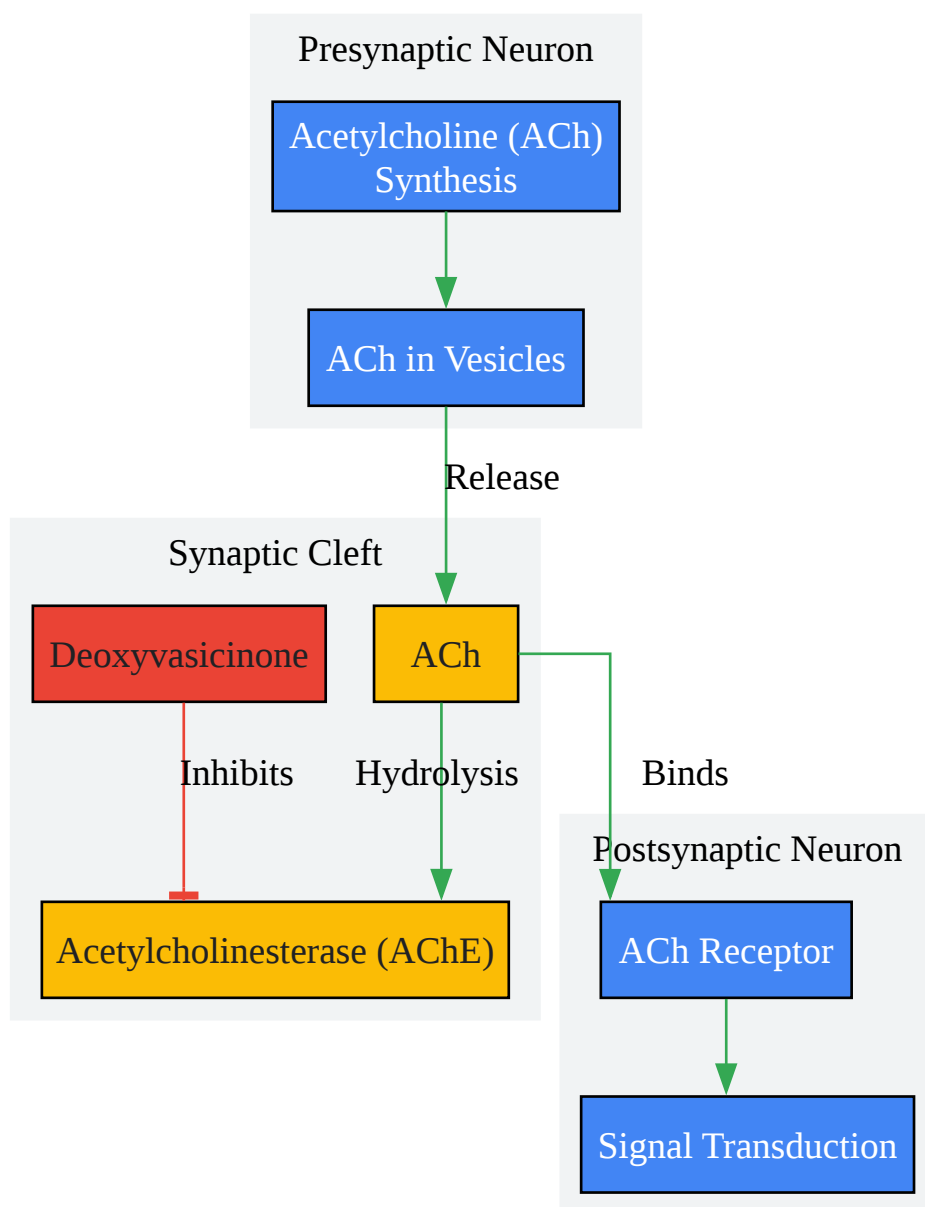 Presynaptic Neuron
Acetylcholine (ACh)
Synthesis
ACh in Vesicles
Release
Synaptic Cleft
Deoxyvasicinone
ACh
Inhibits
Hydrolysis
Binds
Postsynaptic Neuron
Acetylcholinesterase (AChE)
ACh Receptor
Signal Transduction